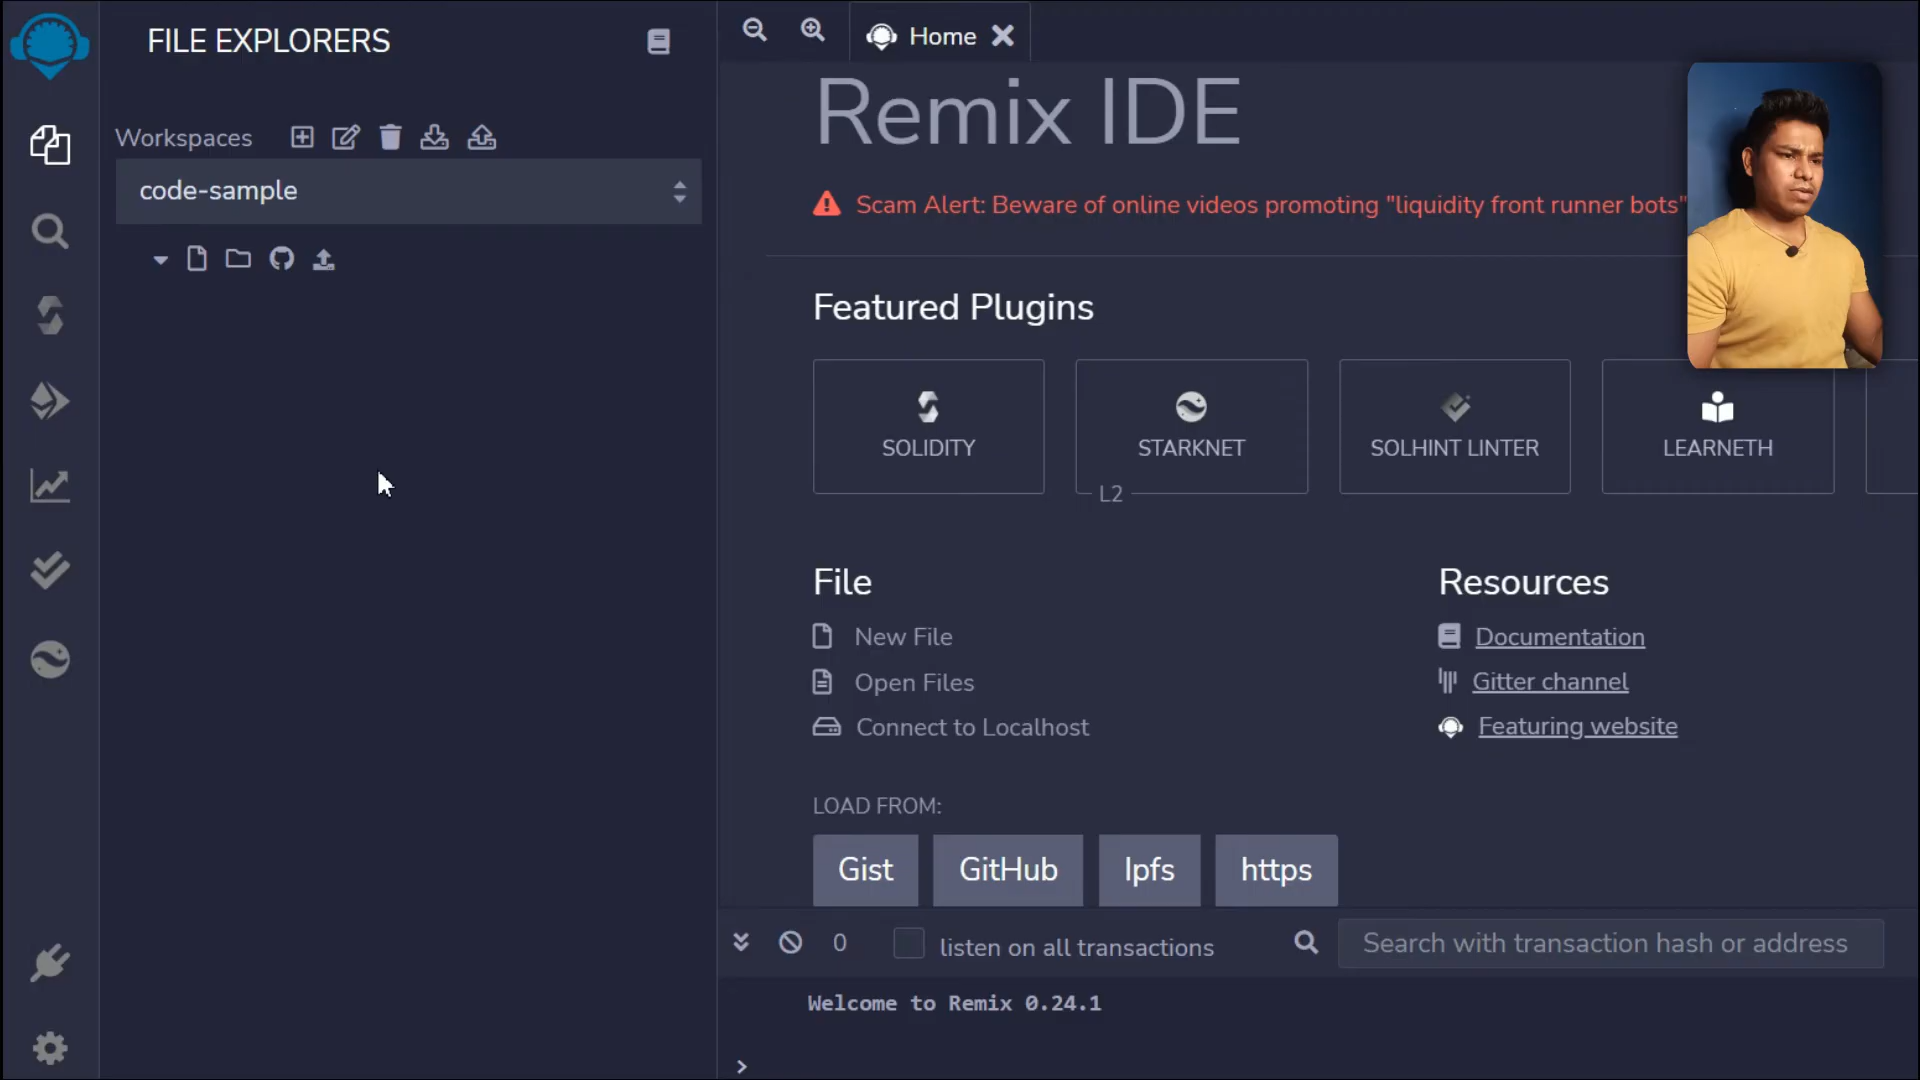 FILE EXPLORERS
Workspaces
code-sample
Home
Remix IDE
Scam Alert: Beware of online videos promoting "liquidity front runner bots"
Featured Plugins
SOLIDITY
STARKNET
L2
SOLHINT LINTER
LEARNETH
File
New File
Open Files
Connect to Localhost
Resources
Documentation
Gitter channel
Featuring website
LOAD FROM:
Gist
GitHub
Ipfs
https
0
listen on all transactions
Search with transaction hash or address
Welcome to Remix 0.24.1
>